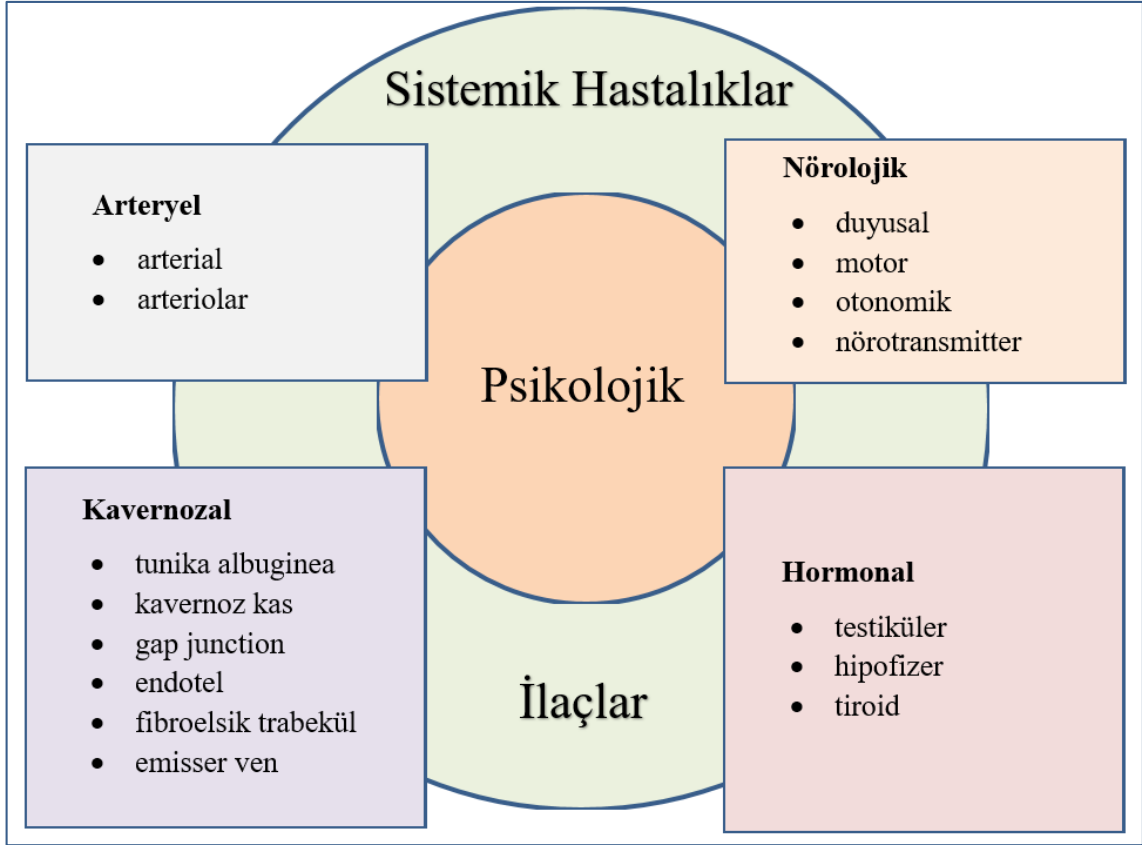 Sistemik Hastalıklar
Arteryel
• arterial
• arteriolar
Nörolojik
• duyusal
• motor
• otonomik
• nörotransmitter
Psikolojik
Kavernozal
• tunika albuginea
• kavernoz kas
• gap junction
• endotel
• fibroelsik trabekül
• emisser ven
Hormonal
• testiküler
• hipofizer
• tiroid
İlaçlar